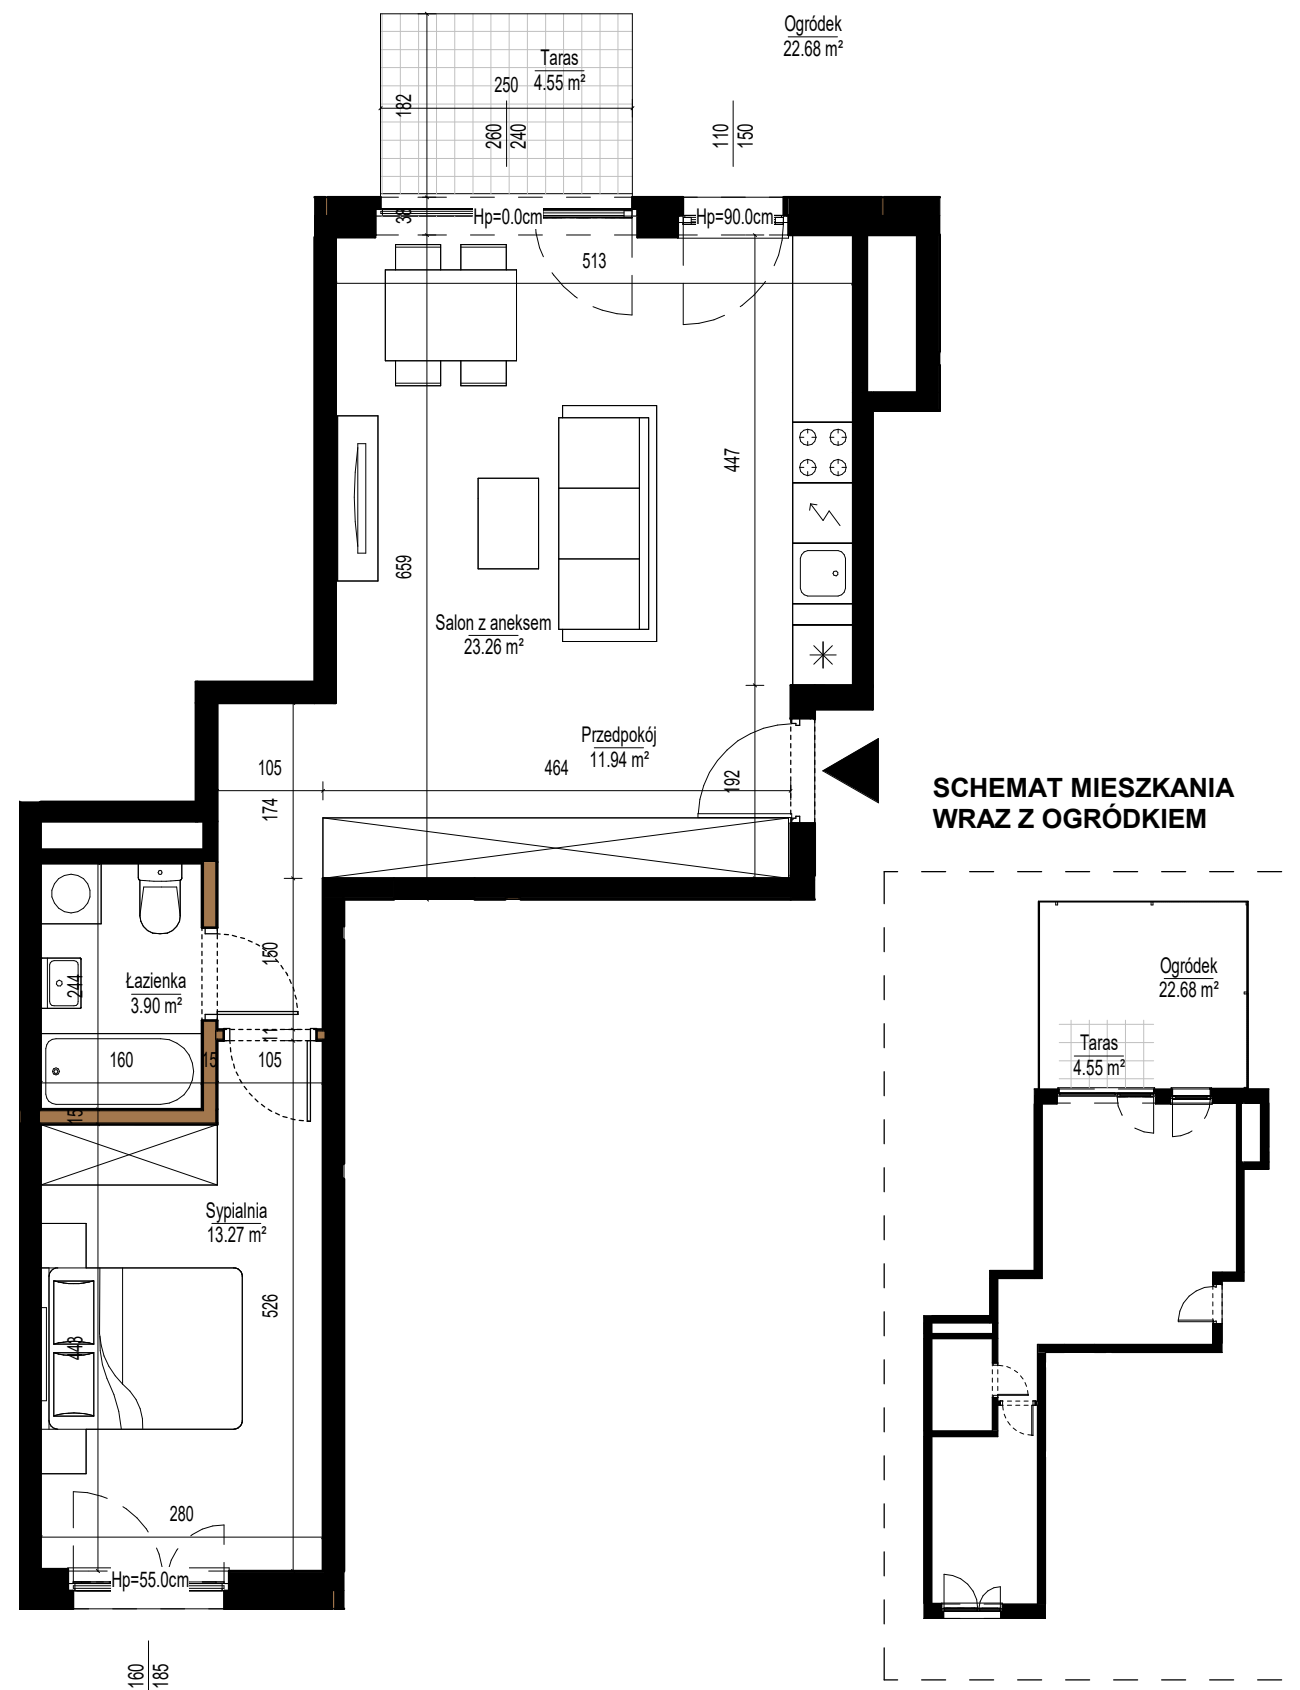 Ogródek
22.68 m²
Taras
4.55 m²
250
182
260
240
110
150
38
Hp=0.0cm
Hp=90.0cm
513
447
659
Salon z aneksem
23.26 m²
Przedpokój
11.94 m²
105
464
192
174
SCHEMAT MIESZKANIA
WRAZ Z OGRÓDKIEM
150
Łazienka
3.90 m²
244
11
160
15
105
15
Sypialnia
13.27 m²
526
448
280
Hp=55.0cm
160
185
Ogródek
22.68 m²
Taras
4.55 m²